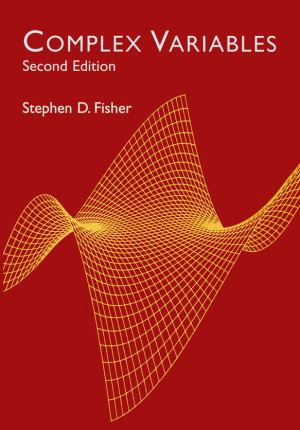 COMPLEX VARIABLES
Second Edition
Stephen D. Fisher